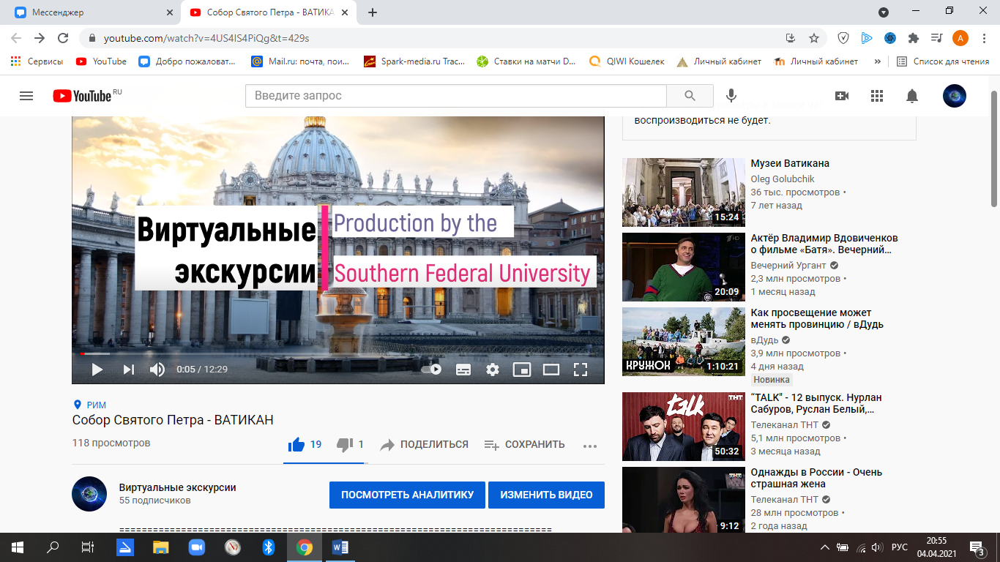 Мессенджер
Собор Святого Петра - ВАТИКА
youtube.com/watch?v=4US4lS4PiQg&t=429s
A
Сервисы
YouTube
Добро пожаловат...
Mail.ru: почта, пои...
Spark-media.ru Trac...
Ставки на матчи D...
QIWI Кошелек
Личный кабинет
Личный кабинет
»
Список для чтения
YouTube RU
Введите запрос
воспроизводиться не будет.
Виртуальные
экскурсии
Production by the
Southern Federal University
0:05 / 12:29
РИМ
Собор Святого Петра - ВАТИКАН
118 просмотров
19
1
ПОДЕЛИТЬСЯ
СОХРАНИТЬ
Виртуальные экскурсии
55 подписчиков
ПОСМОТРЕТЬ АНАЛИТИКУ
ИЗМЕНИТЬ ВИДЕО
==============================================================================
15:24
Музеи Ватикана
Oleg Golubchik
36 тыс. просмотров •
7 лет назад
20:09
Актёр Владимир Вдовиченков
о фильме «Батя». Вечерний...
Вечерний Ургант
2,3 млн просмотров •
1 месяц назад
КРУЖОК
1:10:21
Как просвещение может
менять провинцию / вДудь
вДудь
3,9 млн просмотров •
4 дня назад
Новинка
talk
ТНТ
50:32
“TALK" - 12 выпуск. Нурлан
Сабуров, Руслан Белый,...
Телеканал ТНТ
5,1 млн просмотров •
3 месяца назад
ТНТ
9:12
Однажды в России - Очень
страшная жена
Телеканал ТНТ
28 млн просмотров •
2 года назад
РУС
20:55
04.04.2021
3